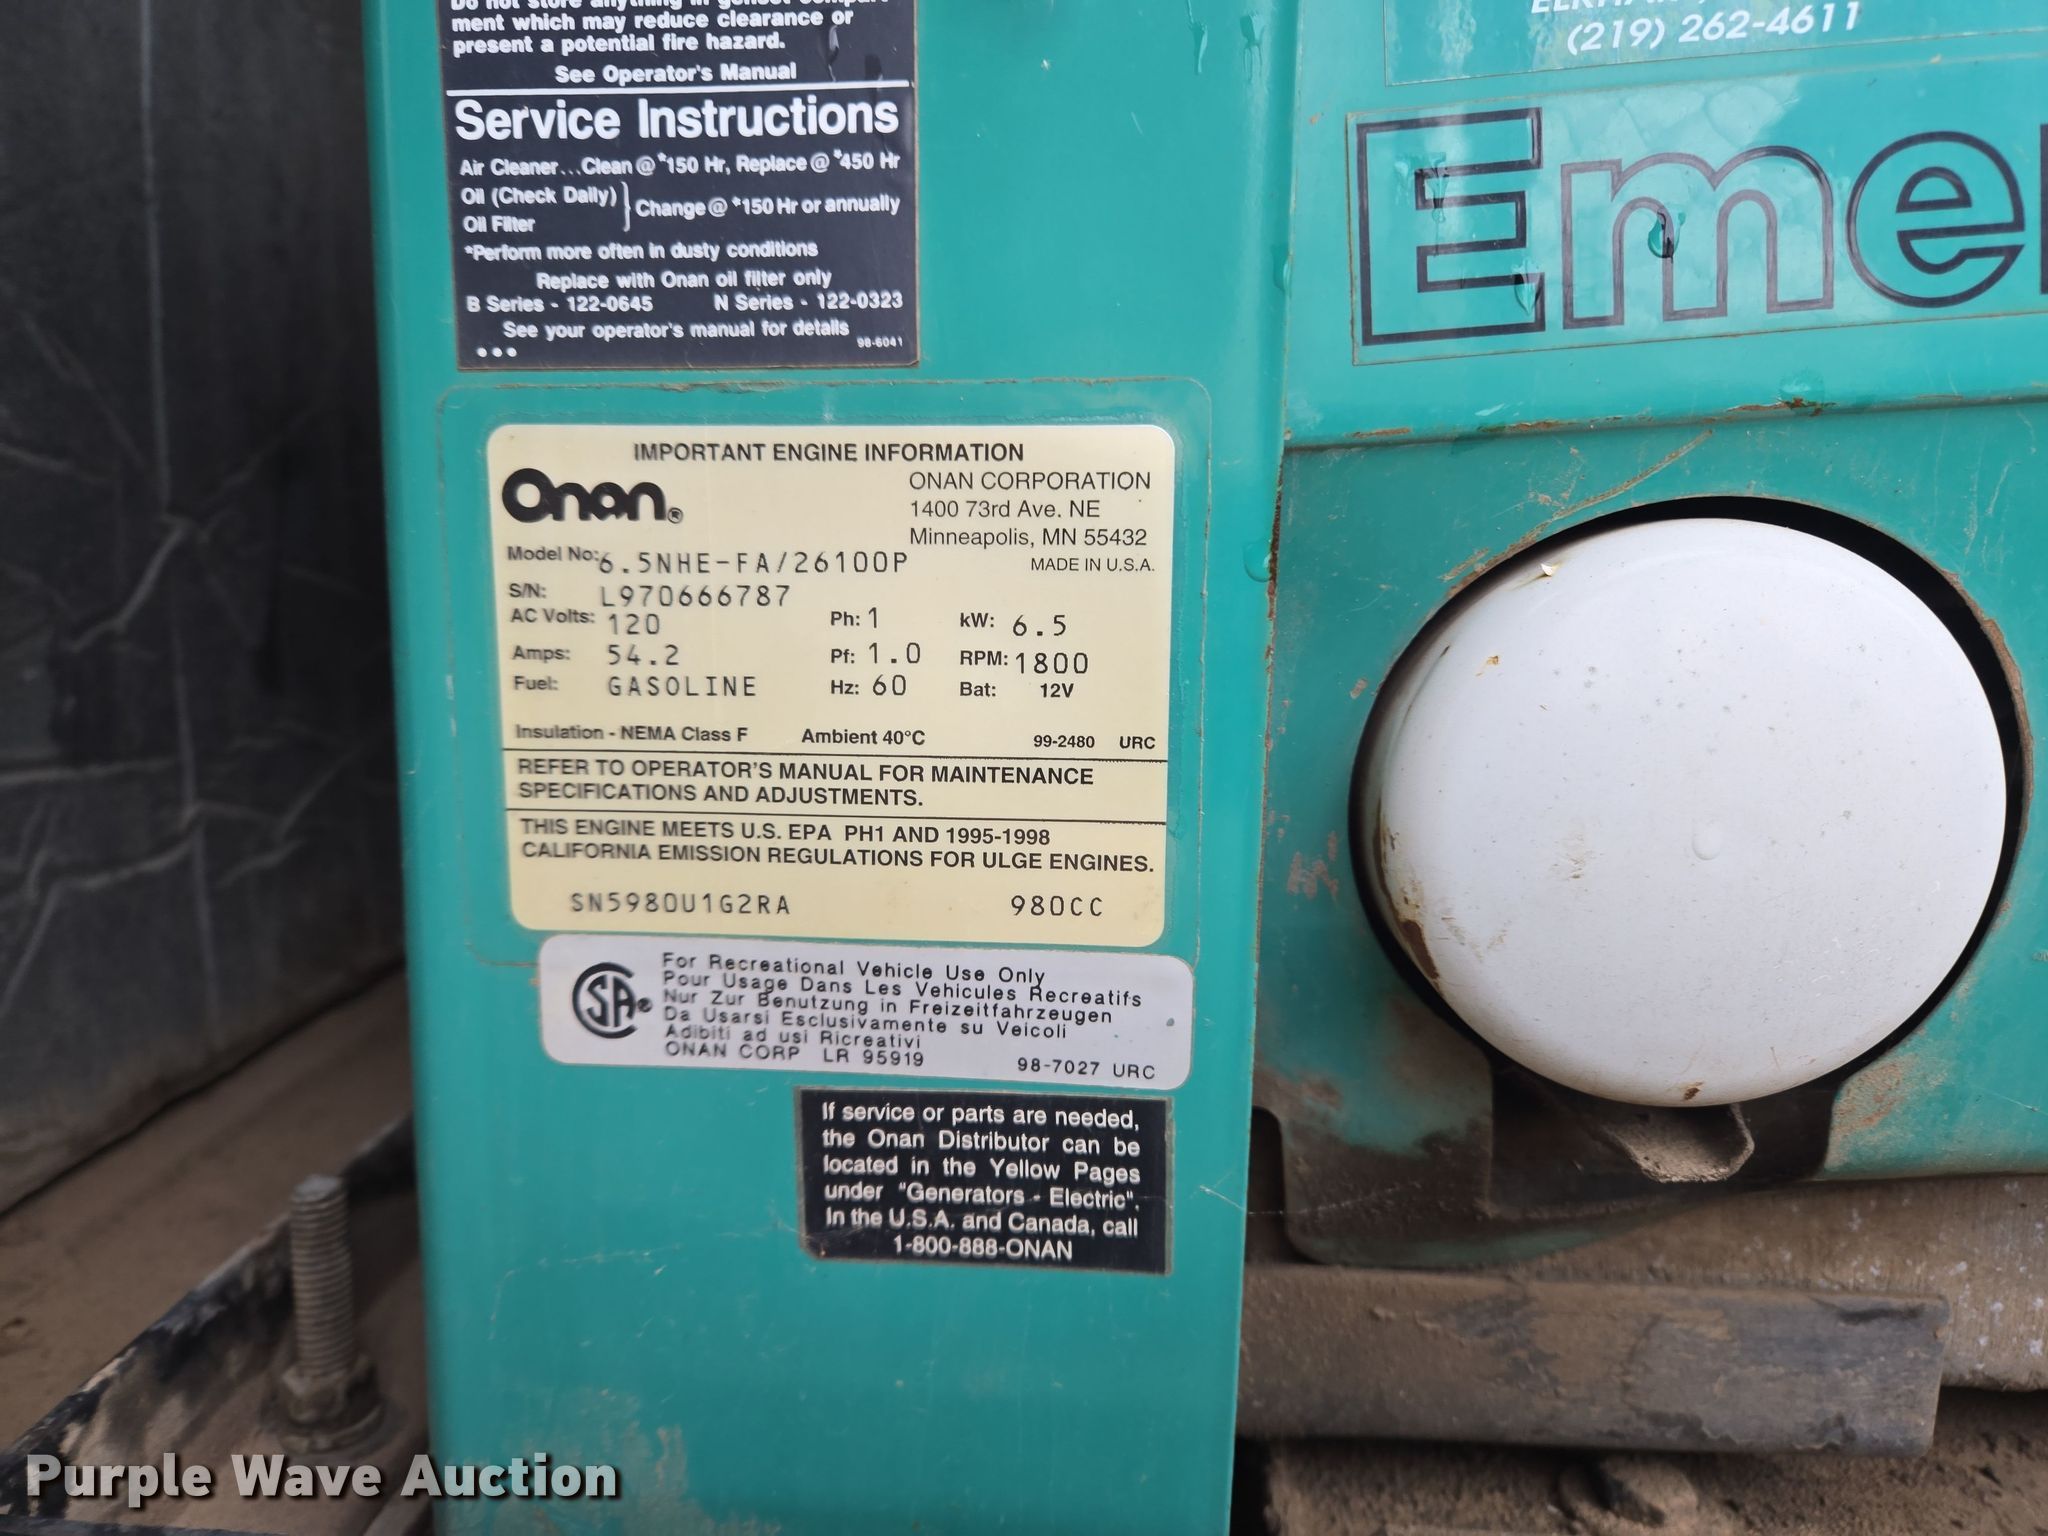 Do not store anything in genset compart-
ment which may reduce clearance or
present a potential fire hazard.
See Operator's Manual
Service Instructions
Air Cleaner...Clean @ *150 Hr, Replace @ *450 Hr
Oil (Check Daily)
Oil Filter
Change @ *150 Hr or annually
*Perform more often in dusty conditions
Replace with Onan oil filter only
B Series - 122-0645 N Series - 122-0323
See your operator's manual for details
98-6041
(219) 262-4611
Eme
IMPORTANT ENGINE INFORMATION
Onan®
ONAN CORPORATION
1400 73rd Ave. NE
Minneapolis, MN 55432
MADE IN U.S.A.
Model No: 6.5NHE-FA/26100P
S/N: L970666787
AC Volts: 120 Ph: 1 kW: 6.5
Amps: 54.2 Pf: 1.0 RPM: 1800
Fuel: GASOLINE Hz: 60 Bat: 12V
Insulation - NEMA Class F Ambient 40°C 99-2480 URC
REFER TO OPERATOR'S MANUAL FOR MAINTENANCE
SPECIFICATIONS AND ADJUSTMENTS.
THIS ENGINE MEETS U.S. EPA PH1 AND 1995-1998
CALIFORNIA EMISSION REGULATIONS FOR ULGE ENGINES.
SN5980U1G2RA 980CC
SA®
For Recreational Vehicle Use Only
Pour Usage Dans Les Vehicules Recreatifs
Nur Zur Benutzung in Freizeitfahrzeugen
Da Usarsi Esclusivamente su Veicoli
Adibiti ad usi Ricreativi
ONAN CORP LR 95919 98-7027 URC
If service or parts are needed,
the Onan Distributor can be
located in the Yellow Pages
under "Generators - Electric".
In the U.S.A. and Canada, call
1-800-888-ONAN
Purple Wave Auction